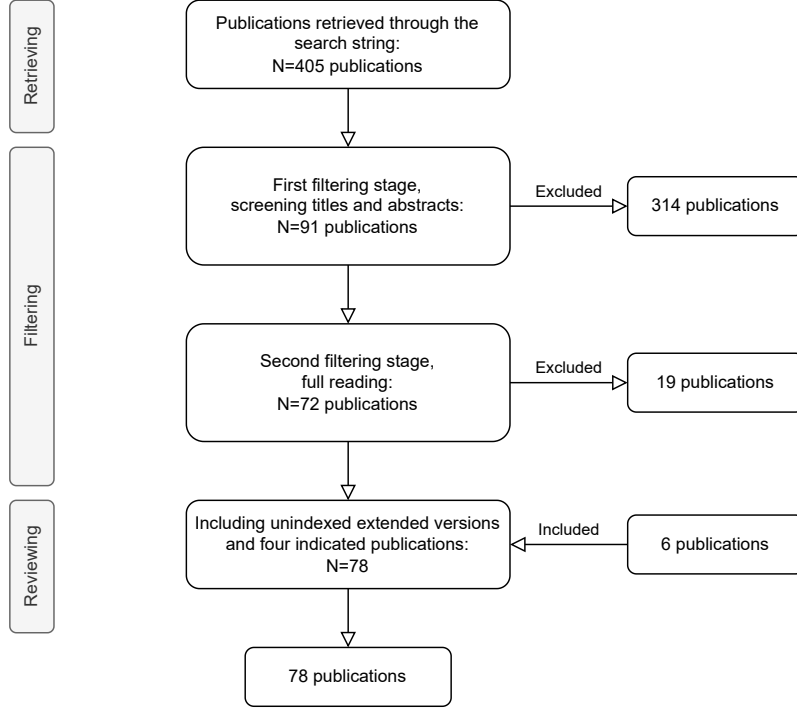 Retrieving
Publications retrieved through the
search string:
N=405 publications
Filtering
First filtering stage,
screening titles and abstracts:
N=91 publications
Excluded
314 publications
Second filtering stage,
full reading:
N=72 publications
Excluded
19 publications
Reviewing
Including unindexed extended versions
and four indicated publications:
N=78
Included
6 publications
78 publications